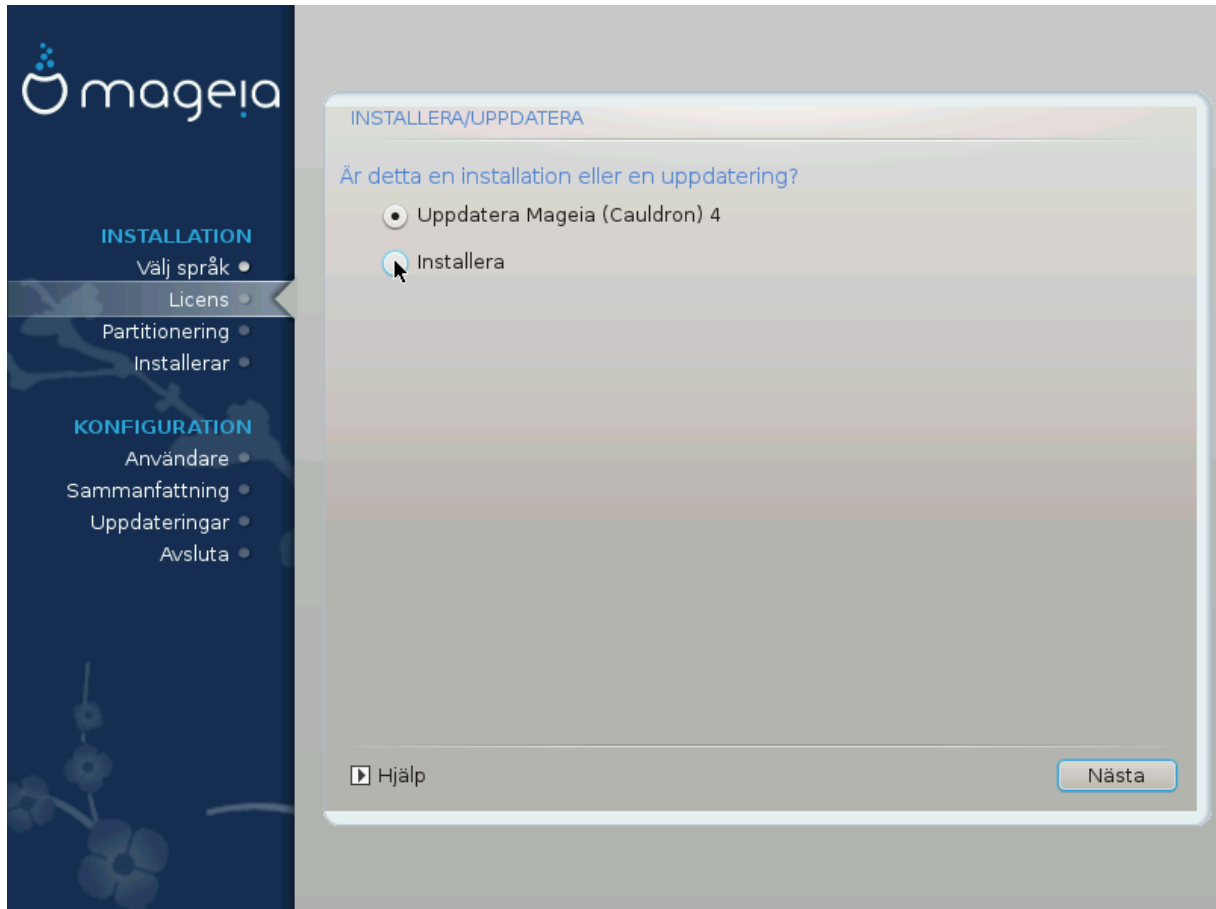 mageia
INSTALLATION
Välj språk
Licens
Partitionering
Installerar
KONFIGURATION
Användare
Sammanfattning
Uppdateringar
Avsluta
INSTALLERA/UPPDATERA
Är detta en installation eller en uppdatering?
Uppdatera Mageia (Cauldron) 4
Installera
Hjälp
Nästa